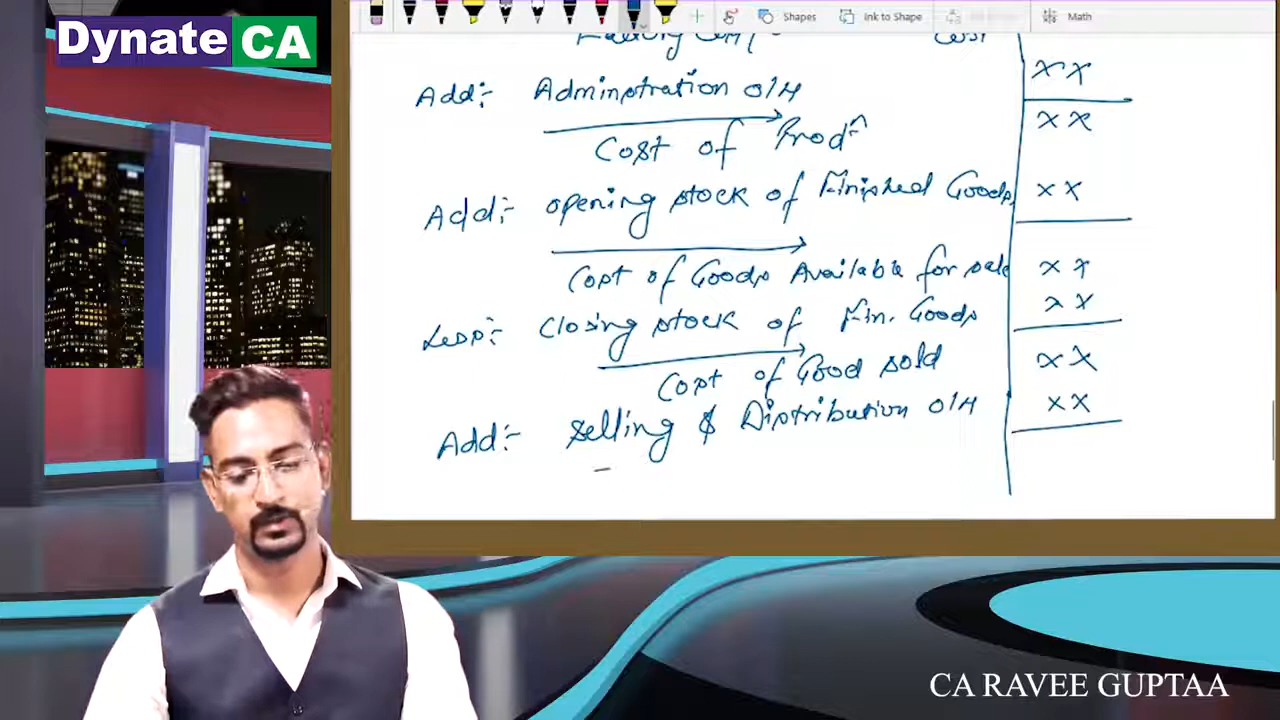 Dynate CA
Shapes
Ink to Shape
Math
Cost
Add:- Adminstration O/H xx
Cost of Prodn xx
Add:- opening stock of Finished Goods xx
Cost of Goods Available for sale xx
Less:- Closing stock of Fin. Goods xx
Cost of Good sold xx
Add:- Selling & Distribution O/H xx
CA RAVEE GUPTAA